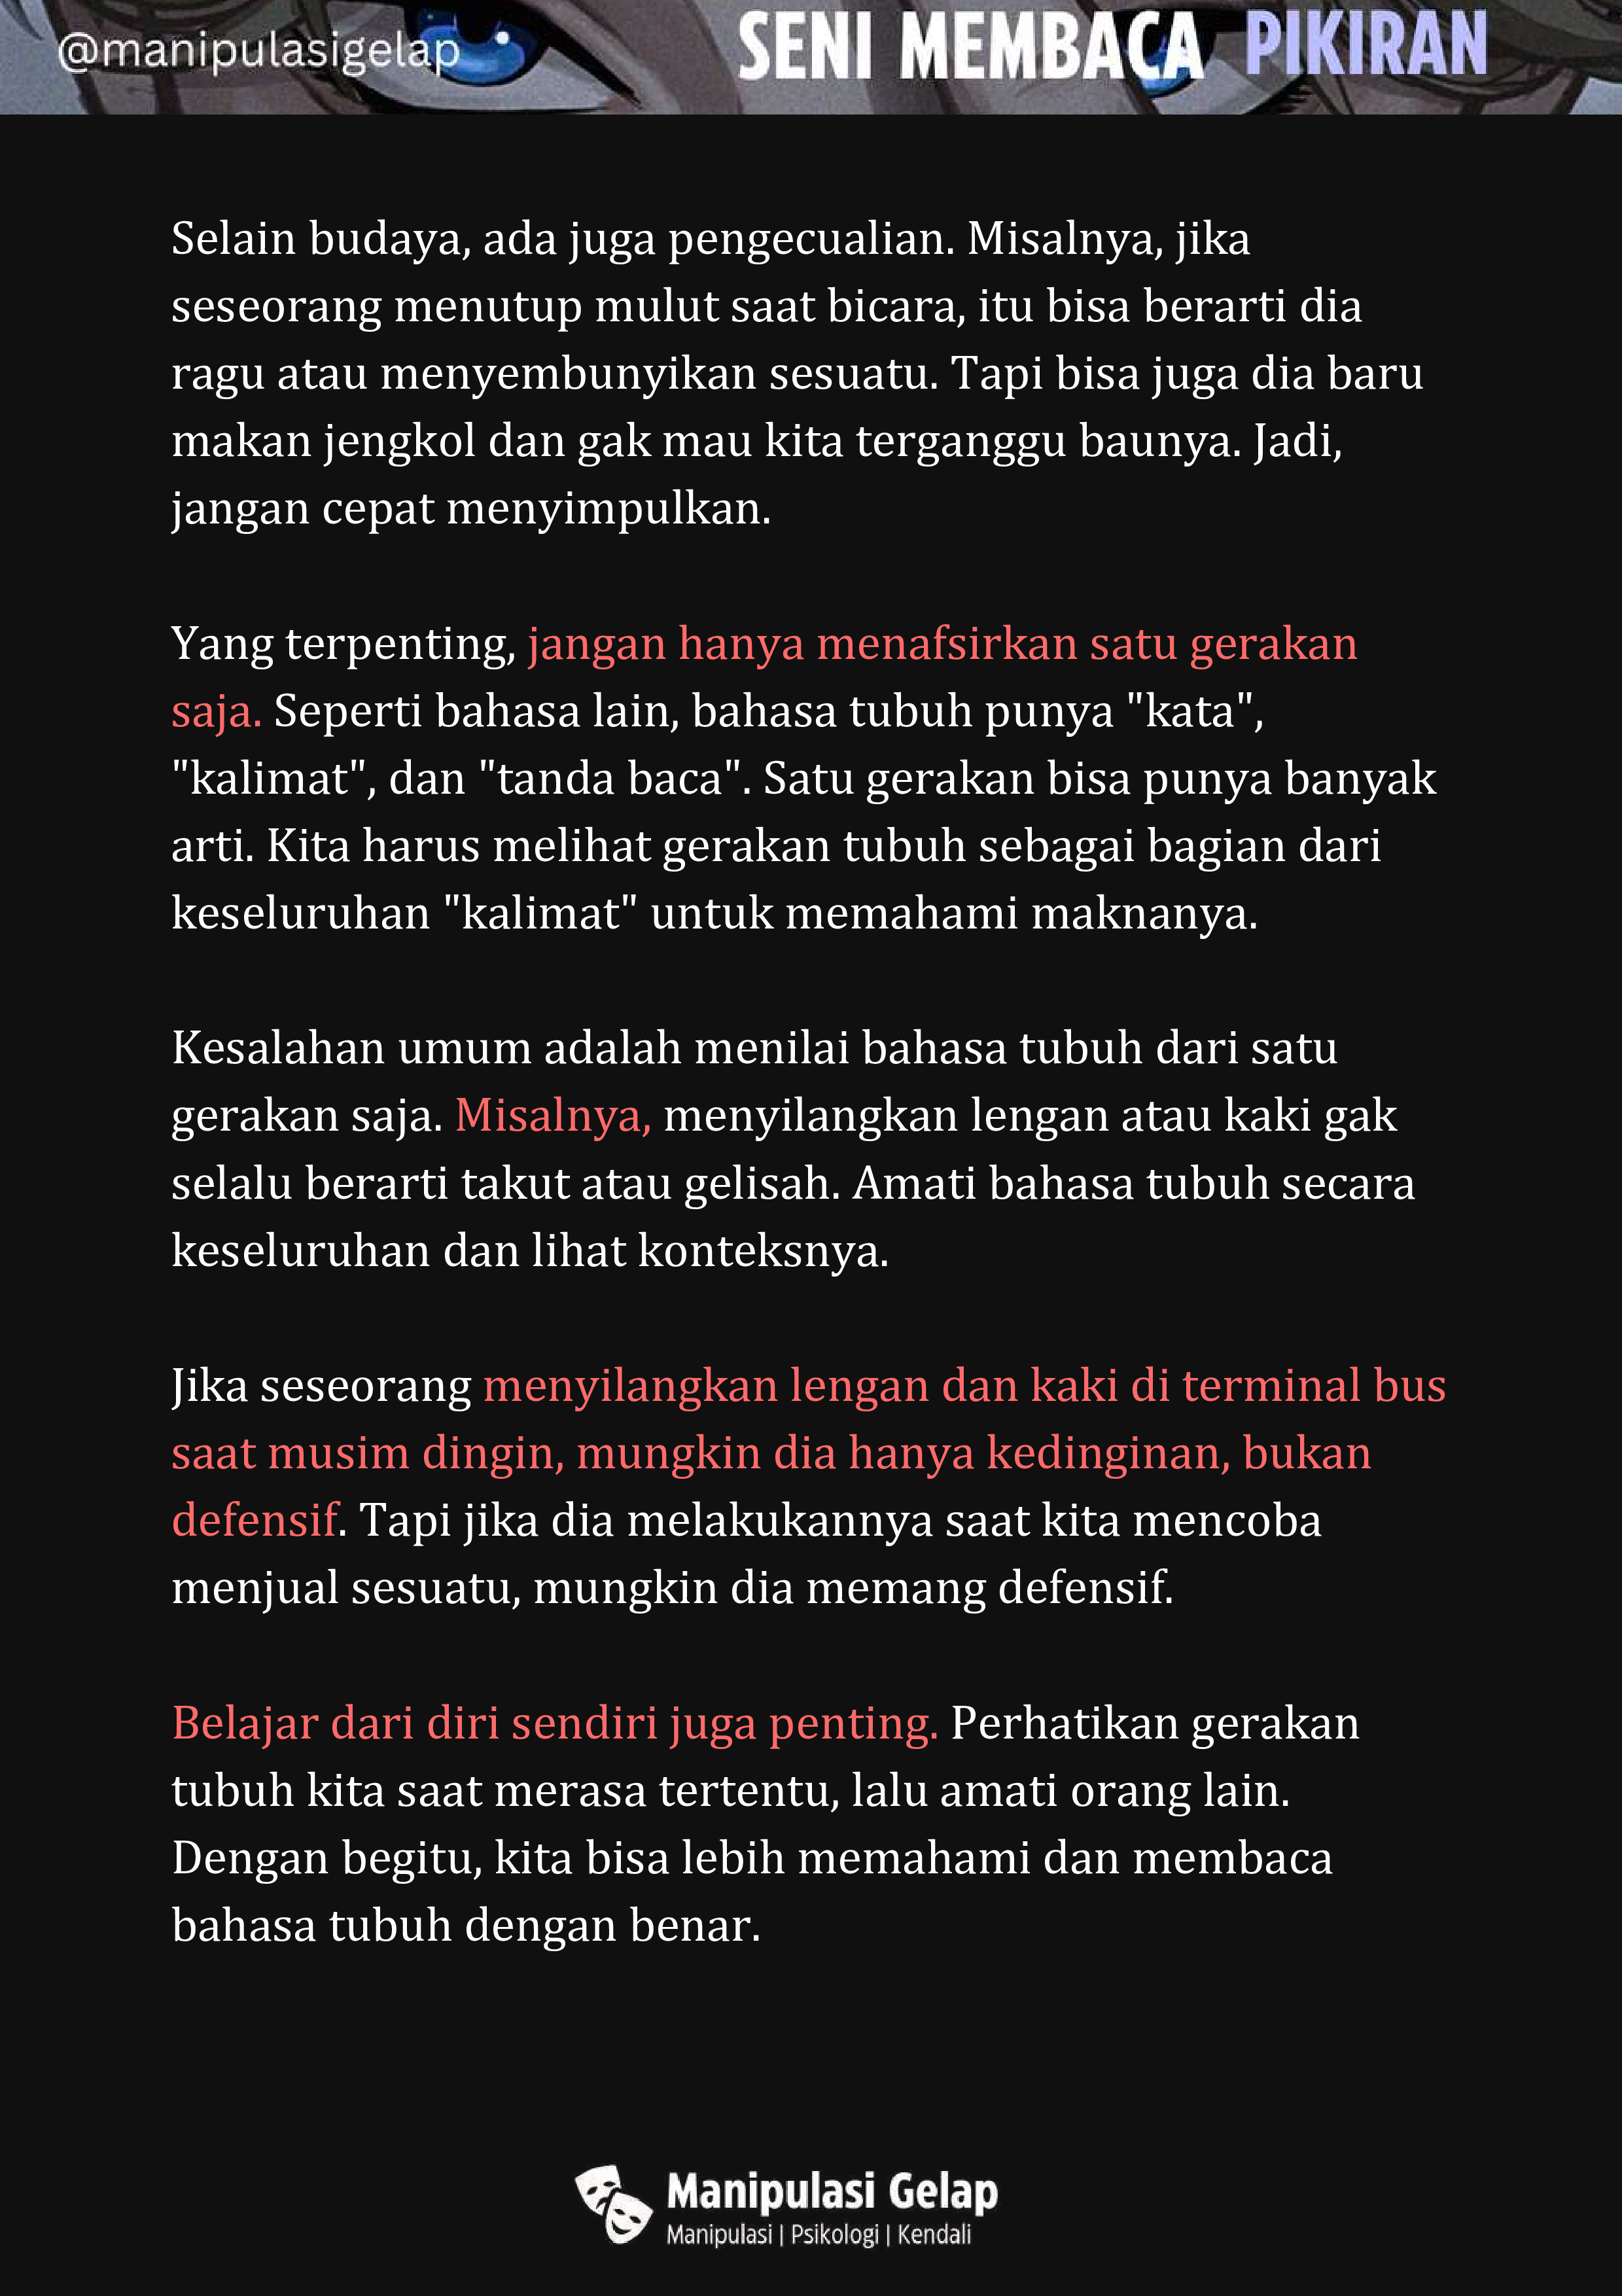 @manipulasigelap
SENI MEMBACA PIKIRAN
Selain budaya, ada juga pengecualian. Misalnya, jika
seseorang menutup mulut saat bicara, itu bisa berarti dia
ragu atau menyembunyikan sesuatu. Tapi bisa juga dia baru
makan jengkol dan gak mau kita terganggu baunya. Jadi,
jangan cepat menyimpulkan.
Yang terpenting, jangan hanya menafsirkan satu gerakan
saja. Seperti bahasa lain, bahasa tubuh punya "kata",
"kalimat", dan "tanda baca". Satu gerakan bisa punya banyak
arti. Kita harus melihat gerakan tubuh sebagai bagian dari
keseluruhan "kalimat" untuk memahami maknanya.
Kesalahan umum adalah menilai bahasa tubuh dari satu
gerakan saja. Misalnya, menyilangkan lengan atau kaki gak
selalu berarti takut atau gelisah. Amati bahasa tubuh secara
keseluruhan dan lihat konteksnya.
Jika seseorang menyilangkan lengan dan kaki di terminal bus
saat musim dingin, mungkin dia hanya kedinginan, bukan
defensif. Tapi jika dia melakukannya saat kita mencoba
menjual sesuatu, mungkin dia memang defensif.
Belajar dari diri sendiri juga penting. Perhatikan gerakan
tubuh kita saat merasa tertentu, lalu amati orang lain.
Dengan begitu, kita bisa lebih memahami dan membaca
bahasa tubuh dengan benar.
Manipulasi Gelap
Manipulasi | Psikologi | Kendali